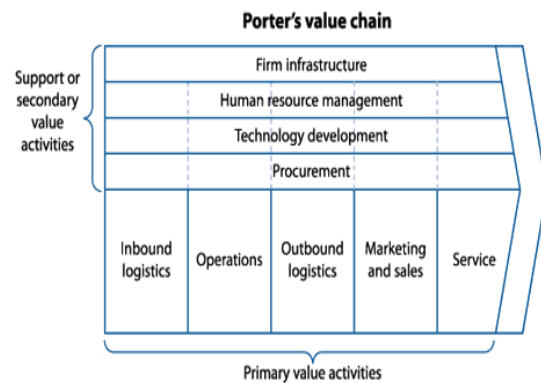 Porter's value chain
Support or
secondary
value
activities
Firm infrastructure
Human resource management
Technology development
Procurement
Inbound
logistics
Operations
Outbound
logistics
Marketing
and sales
Service
Primary value activities